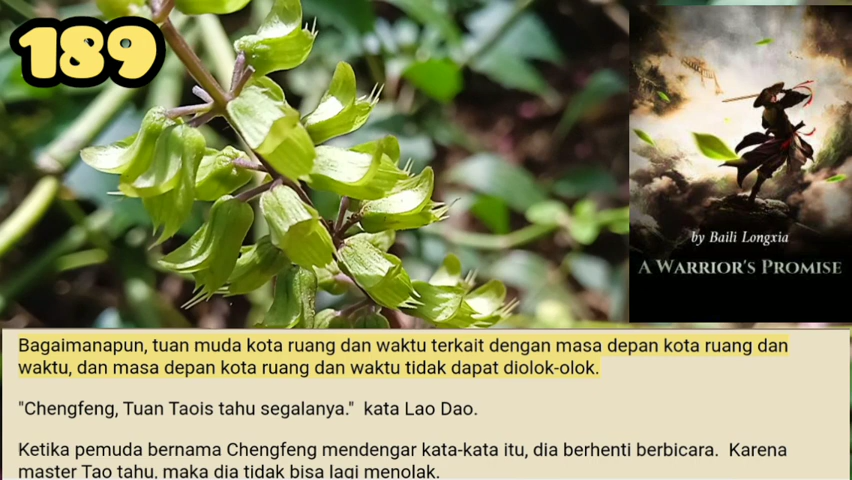 189
by Baili Longxia
A WARRIOR'S PROMISE
Bagaimanapun, tuan muda kota ruang dan waktu terkait dengan masa depan kota ruang dan
waktu, dan masa depan kota ruang dan waktu tidak dapat diolok-olok.
"Chengfeng, Tuan Taois tahu segalanya."  kata Lao Dao.
Ketika pemuda bernama Chengfeng mendengar kata-kata itu, dia berhenti berbicara.  Karena
master Tao tahu, maka dia tidak bisa lagi menolak.